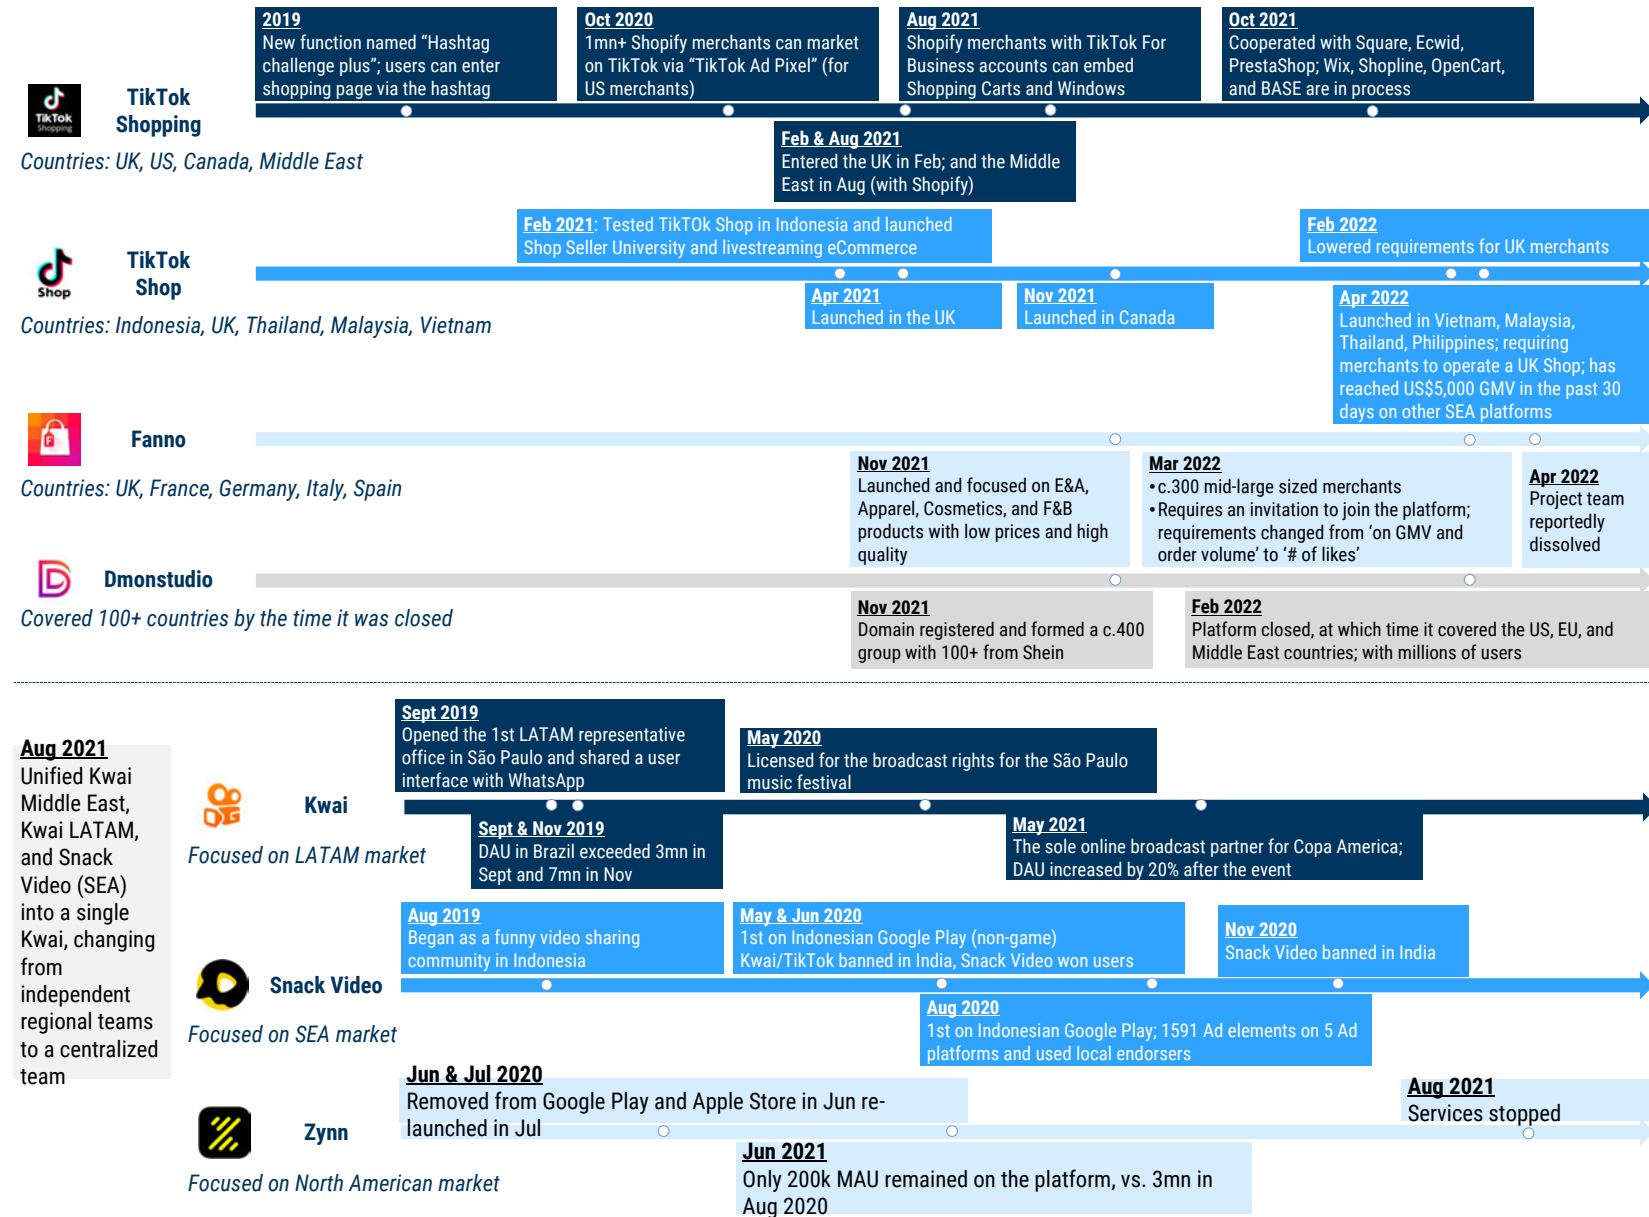 2019
New function named “Hashtag
challenge plus”; users can enter
shopping page via the hashtag
Oct 2020
1mn+ Shopify merchants can market
on TikTok via “TikTok Ad Pixel” (for
US merchants)
Aug 2021
Shopify merchants with TikTok For
Business accounts can embed
Shopping Carts and Windows
Oct 2021
Cooperated with Square, Ecwid,
PrestaShop; Wix, Shopline, OpenCart,
and BASE are in process
TikTok
Shopping
TikTok
Shopping
Countries: UK, US, Canada, Middle East
Feb & Aug 2021
Entered the UK in Feb; and the Middle
East in Aug (with Shopify)
Feb 2021: Tested TikTOk Shop in Indonesia and launched
Shop Seller University and livestreaming eCommerce
Feb 2022
Lowered requirements for UK merchants
Shop
TikTok
Shop
Countries: Indonesia, UK, Thailand, Malaysia, Vietnam
Apr 2021
Launched in the UK
Nov 2021
Launched in Canada
Apr 2022
Launched in Vietnam, Malaysia,
Thailand, Philippines; requiring
merchants to operate a UK Shop; has
reached US$5,000 GMV in the past 30
days on other SEA platforms
F
Fanno
Countries: UK, France, Germany, Italy, Spain
Nov 2021
Launched and focused on E&A,
Apparel, Cosmetics, and F&B
products with low prices and high
quality
Mar 2022
•c.300 mid-large sized merchants
•Requires an invitation to join the platform;
requirements changed from ‘on GMV and
order volume’ to ‘# of likes’
Apr 2022
Project team
reportedly
dissolved
Dmonstudio
Covered 100+ countries by the time it was closed
Nov 2021
Domain registered and formed a c.400
group with 100+ from Shein
Feb 2022
Platform closed, at which time it covered the US, EU, and
Middle East countries; with millions of users
Aug 2021
Unified Kwai
Middle East,
Kwai LATAM,
and Snack
Video (SEA)
into a single
Kwai, changing
from
independent
regional teams
to a centralized
team
Sept 2019
Opened the 1st LATAM representative
office in São Paulo and shared a user
interface with WhatsApp
May 2020
Licensed for the broadcast rights for the São Paulo
music festival
Kwai
Focused on LATAM market
Sept & Nov 2019
DAU in Brazil exceeded 3mn in
Sept and 7mn in Nov
May 2021
The sole online broadcast partner for Copa America;
DAU increased by 20% after the event
Aug 2019
Began as a funny video sharing
community in Indonesia
May & Jun 2020
1st on Indonesian Google Play (non-game)
Kwai/TikTok banned in India, Snack Video won users
Nov 2020
Snack Video banned in India
Snack Video
Focused on SEA market
Aug 2020
1st on Indonesian Google Play; 1591 Ad elements on 5 Ad
platforms and used local endorsers
Jun & Jul 2020
Removed from Google Play and Apple Store in Jun re-
launched in Jul
Aug 2021
Services stopped
Zynn
Focused on North American market
Jun 2021
Only 200k MAU remained on the platform, vs. 3mn in
Aug 2020